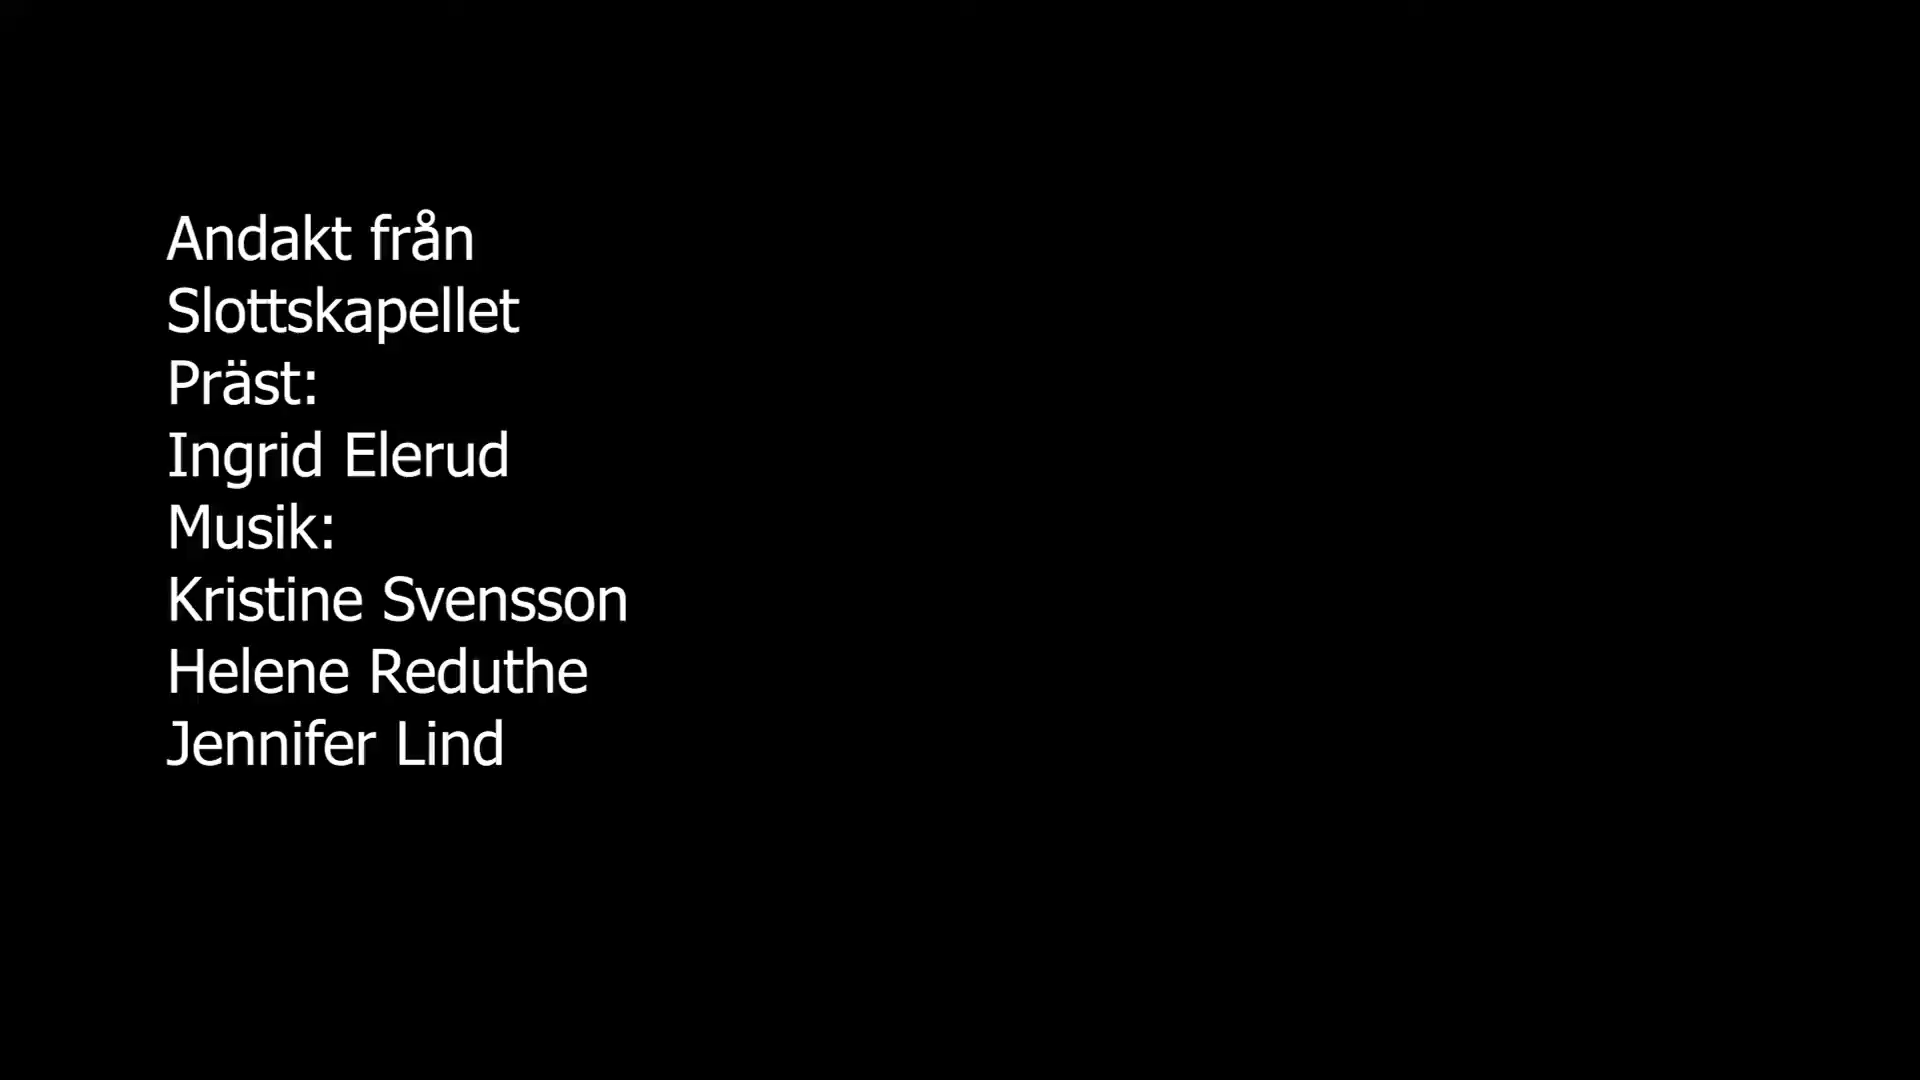 Andakt från
Slottskapellet
Präst:
Ingrid Elerud
Musik:
Kristine Svensson
Helene Reduthe
Jennifer Lind